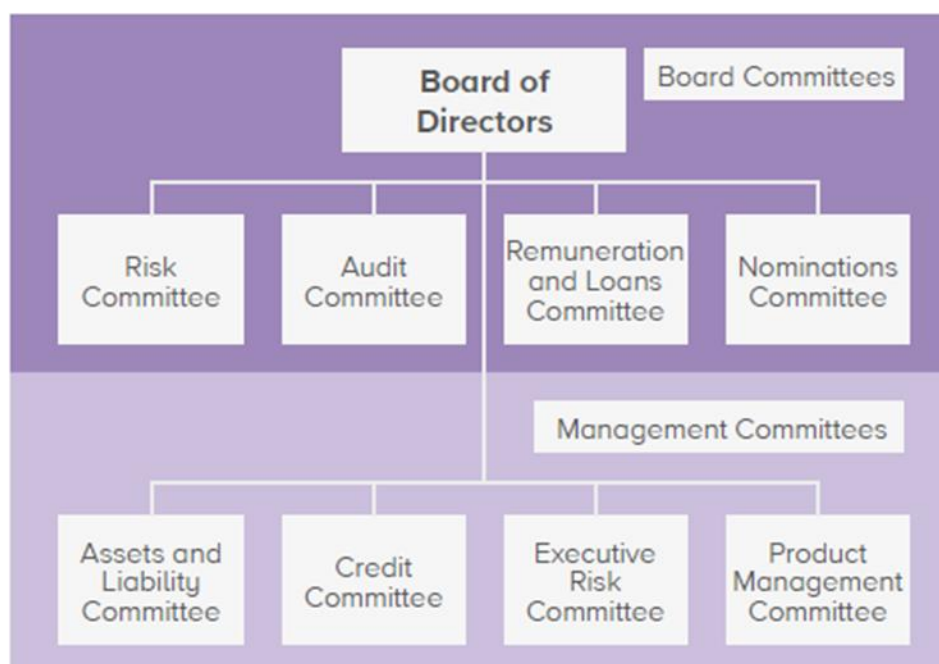 Board of
Directors
Board Committees
Risk
Committee
Audit
Committee
Remuneration
and Loans
Committee
Nominations
Committee
Management Committees
Assets and
Liability
Committee
Credit
Committee
Executive
Risk
Committee
Product
Management
Committee